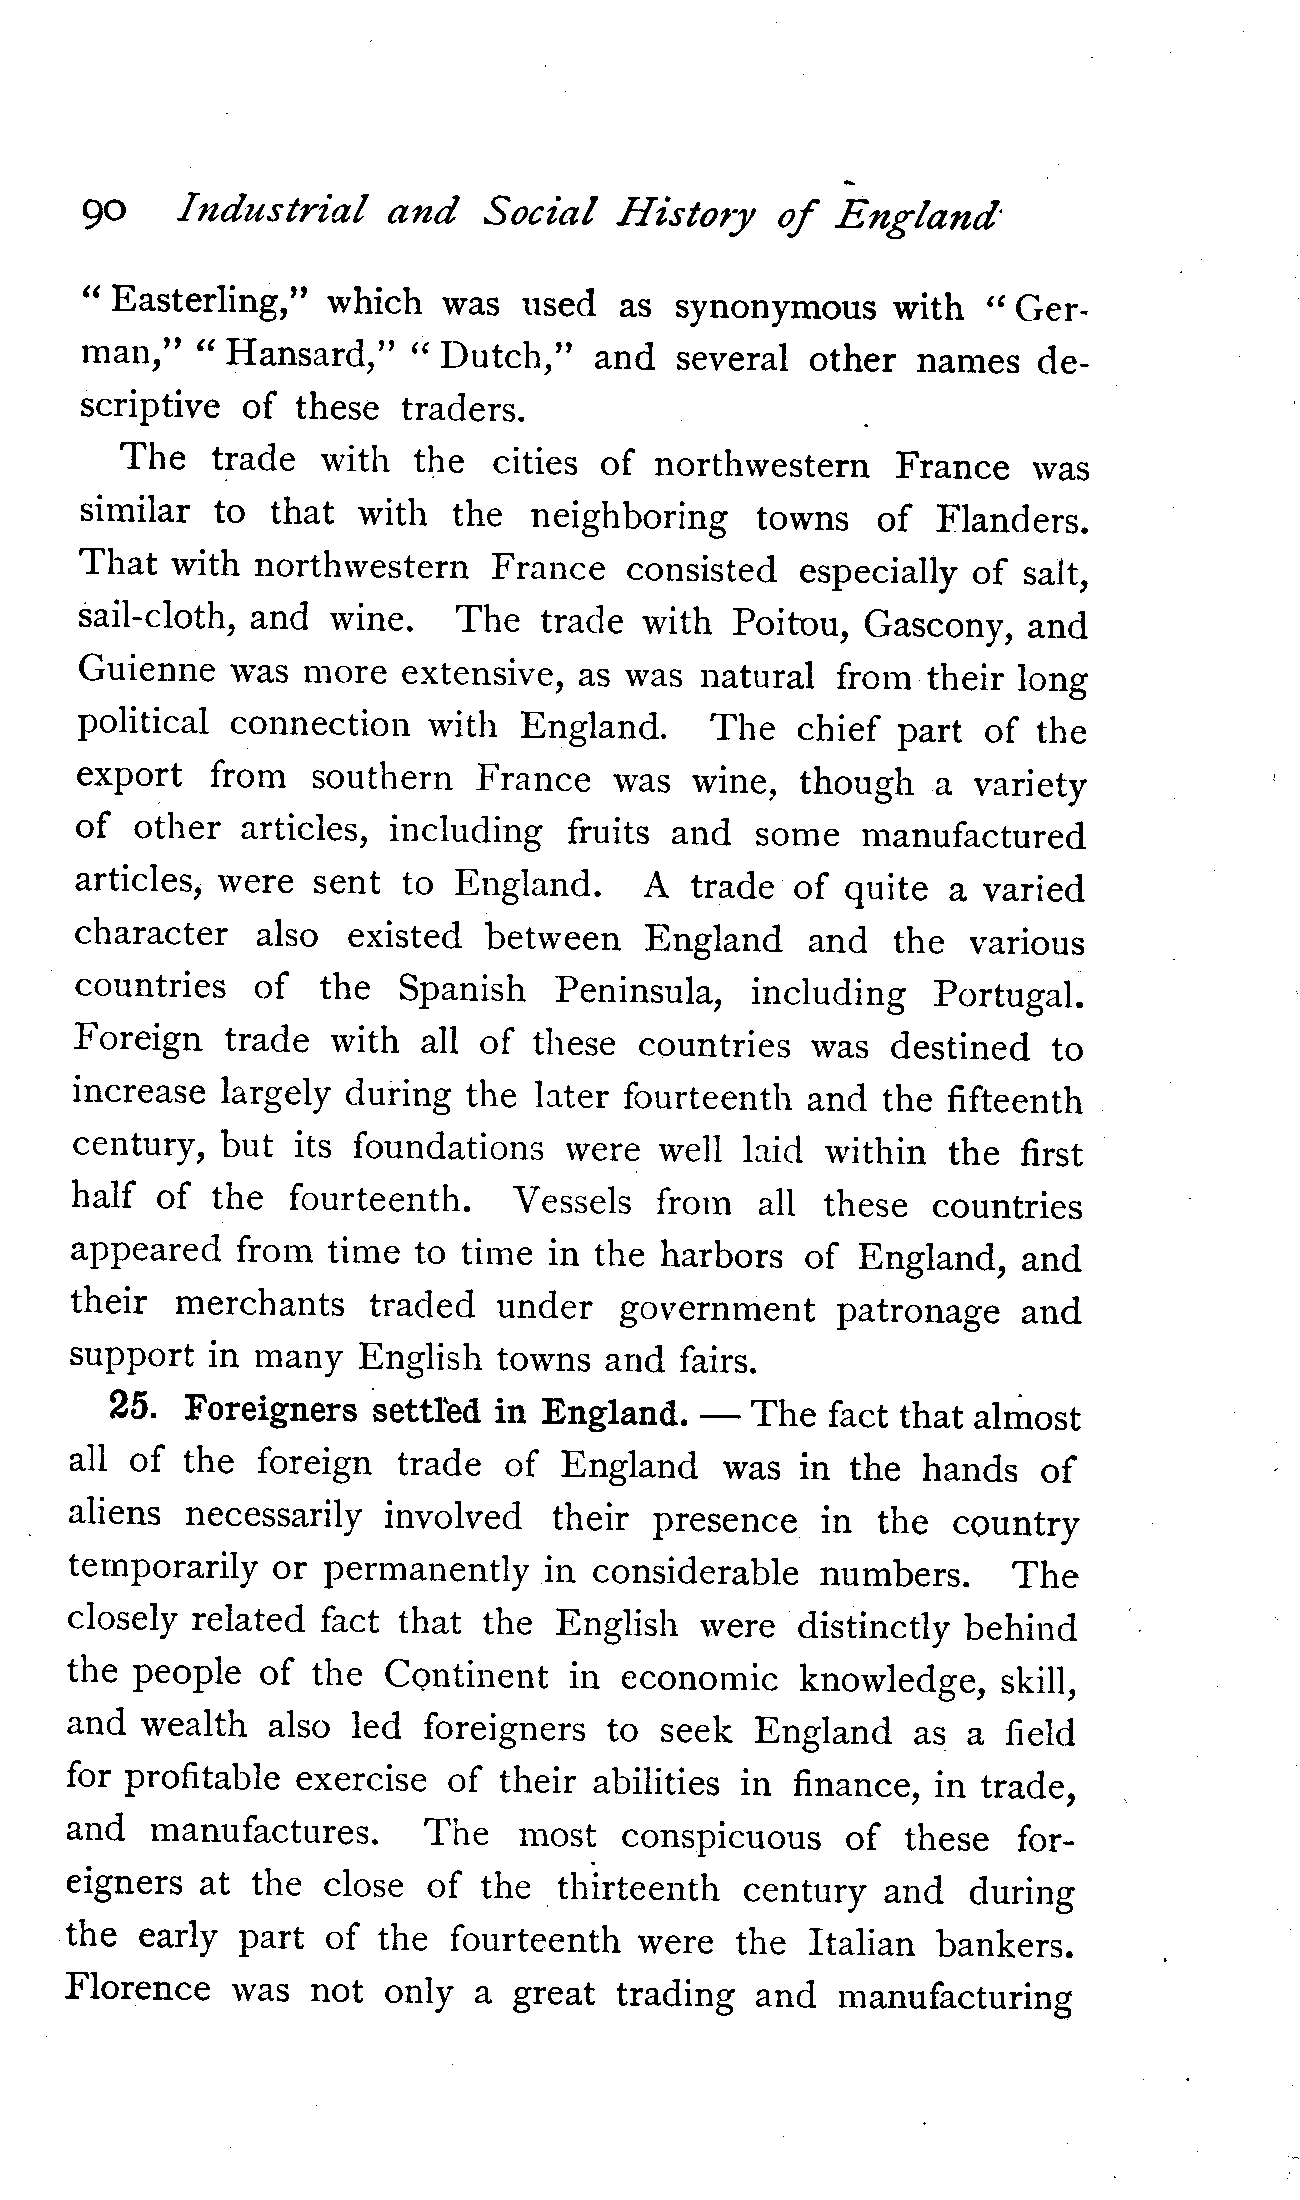 90 Industrial and Social History of England
“Easterling,” which was used as synonymous with “Ger-
man,” “Hansard,” “Dutch,” and several other names de-
scriptive of these traders.
The trade with the cities of northwestern France was
similar to that with the neighboring towns of Flanders.
That with northwestern France consisted especially of salt,
sail-cloth, and wine. The trade with Poitou, Gascony, and
Guienne was more extensive, as was natural from their long
political connection with England. The chief part of the
export from southern France was wine, though a variety
of other articles, including fruits and some manufactured
articles, were sent to England. A trade of quite a varied
character also existed between England and the various
countries of the Spanish Peninsula, including Portugal.
Foreign trade with all of these countries was destined to
increase largely during the later fourteenth and the fifteenth
century, but its foundations were well laid within the first
half of the fourteenth. Vessels from all these countries
appeared from time to time in the harbors of England, and
their merchants traded under government patronage and
support in many English towns and fairs.
25. Foreigners settled in England. — The fact that almost
all of the foreign trade of England was in the hands of
aliens necessarily involved their presence in the country
temporarily or permanently in considerable numbers. The
closely related fact that the English were distinctly behind
the people of the Continent in economic knowledge, skill,
and wealth also led foreigners to seek England as a field
for profitable exercise of their abilities in finance, in trade,
and manufactures. The most conspicuous of these for-
eigners at the close of the thirteenth century and during
the early part of the fourteenth were the Italian bankers.
Florence was not only a great trading and manufacturing